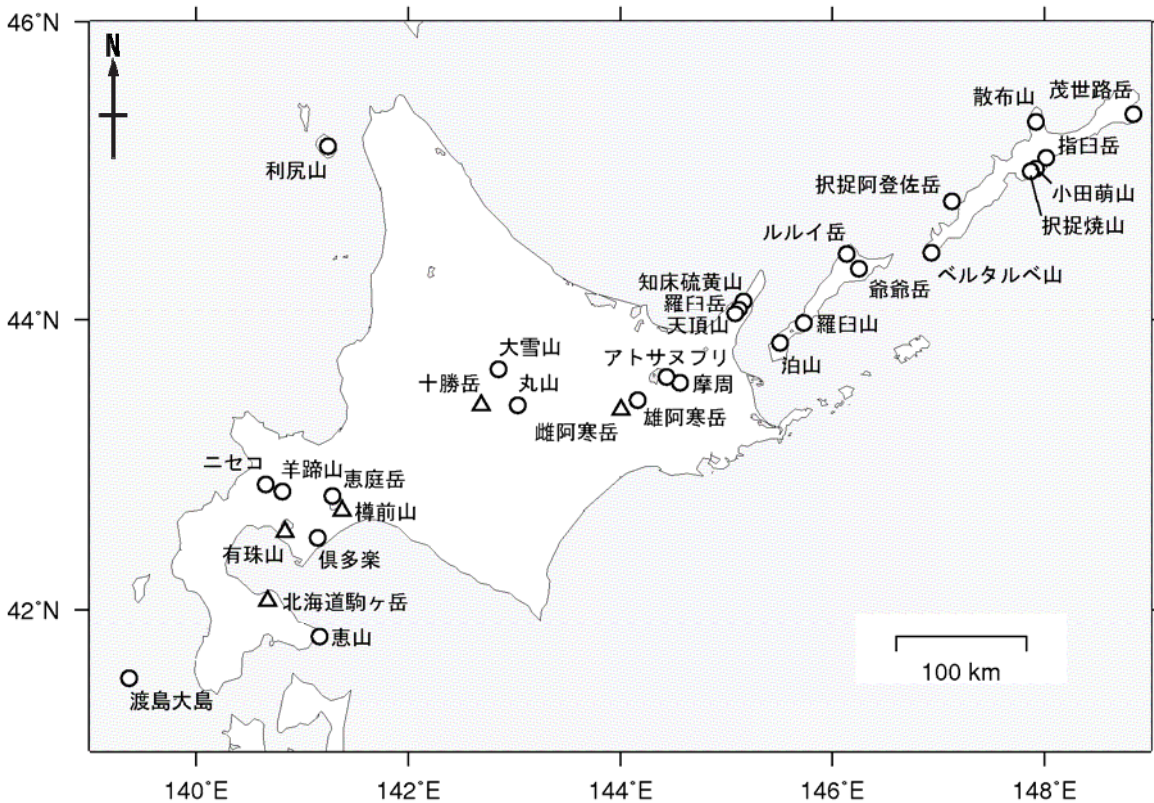 46°N
N
茂世路岳
散布山
指臼岳
利尻山
択捉阿登佐岳
小田萌山
択捉焼山
ルルイ岳
ベルタルベ山
知床硫黄山
爺爺岳
羅臼岳
44°N
天頂山
羅臼山
大雪山
アトサヌプリ
泊山
十勝岳
丸山
摩周
雄阿寒岳
雌阿寒岳
ニセコ
羊蹄山
恵庭岳
樽前山
有珠山
倶多楽
42°N
北海道駒ヶ岳
恵山
100 km
渡島大島
140°E
142°E
144°E
146°E
148°E